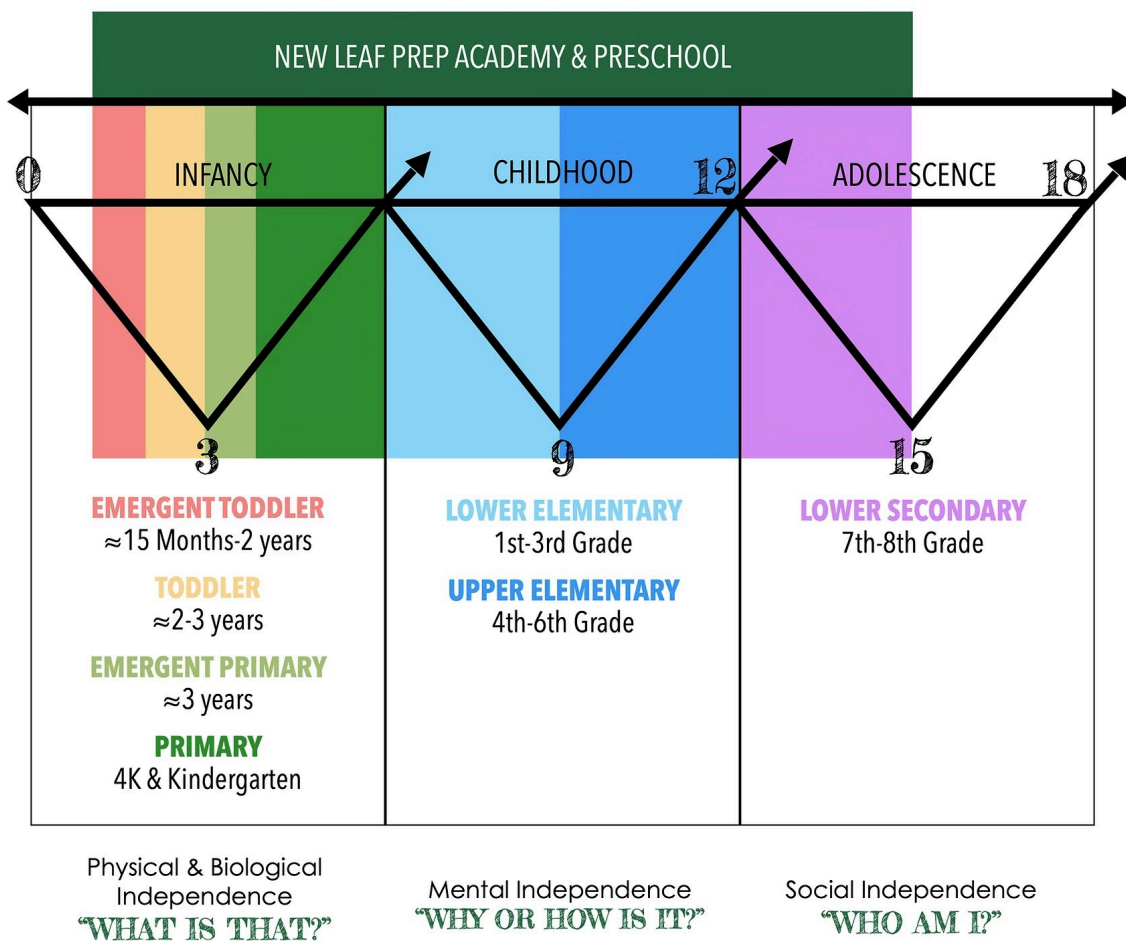 NEW LEAF PREP ACADEMY & PRESCHOOL
0
INFANCY
CHILDHOOD
12
ADOLESCENCE
18
3
9
15
EMERGENT TODDLER
≈15 Months-2 years
TODDLER
≈2-3 years
EMERGENT PRIMARY
≈3 years
PRIMARY
4K & Kindergarten
LOWER ELEMENTARY
1st-3rd Grade
UPPER ELEMENTARY
4th-6th Grade
LOWER SECONDARY
7th-8th Grade
Physical & Biological
Independence
“WHAT IS THAT?”
Mental Independence
“WHY OR HOW IS IT?”
Social Independence
“WHO AM I?”